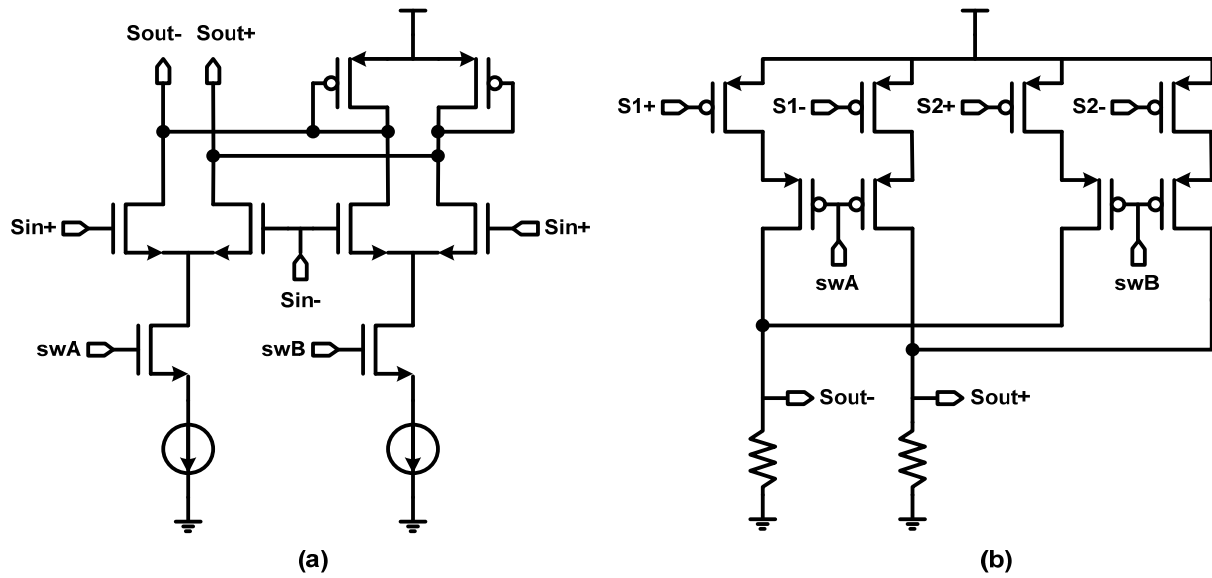 Sout- Sout+
S1+ S1- S2+ S2-
Sin+ Sin+
Sin-
swA swB
swA swB
Sout- Sout+
(a) (b)